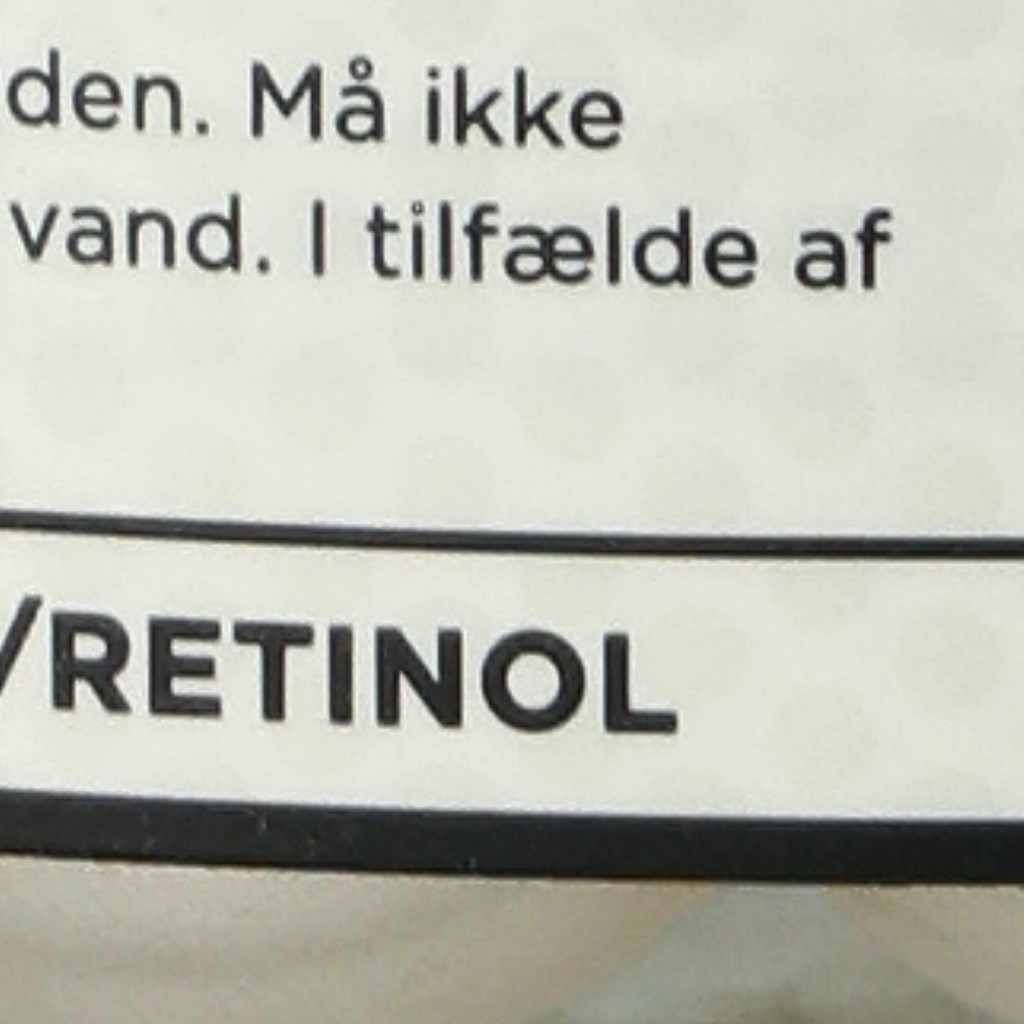 den. Må ikke
vand. I tilfælde af
/RETINOL